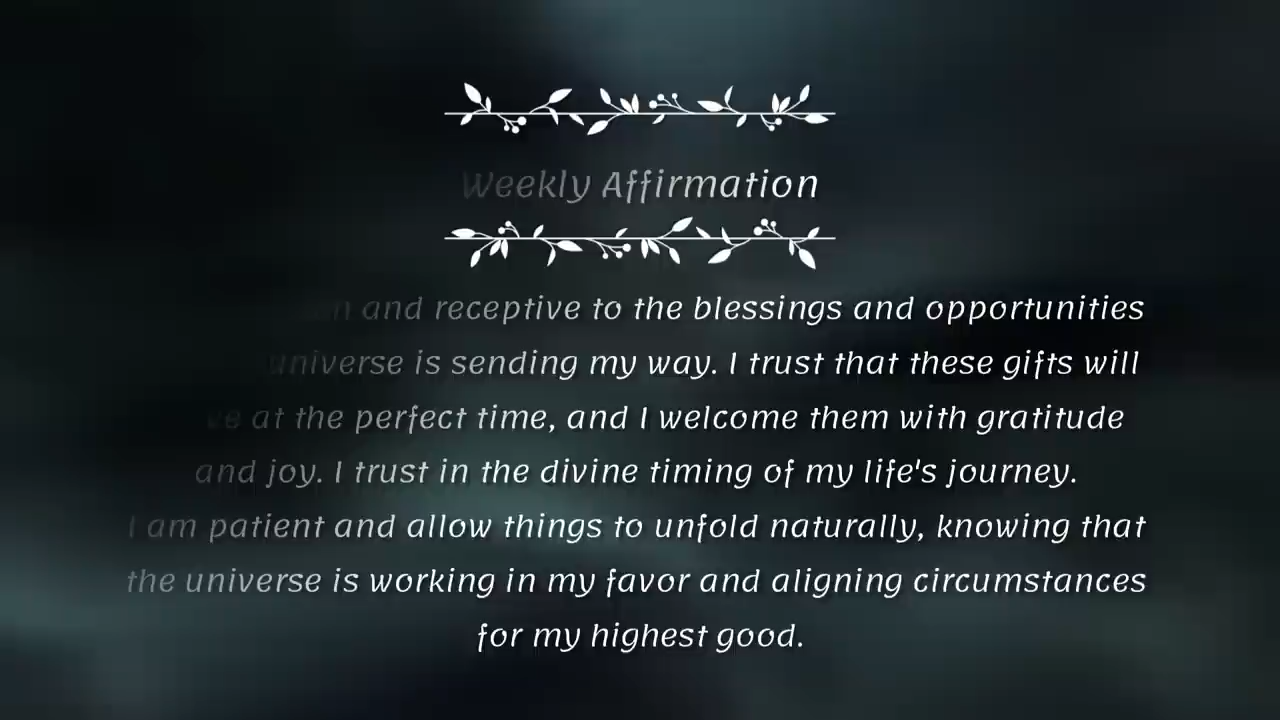 Weekly Affirmation
and receptive to the blessings and opportunities
universe is sending my way. I trust that these gifts will
at the perfect time, and I welcome them with gratitude
and joy. I trust in the divine timing of my life's journey.
I am patient and allow things to unfold naturally, knowing that
the universe is working in my favor and aligning circumstances
for my highest good.